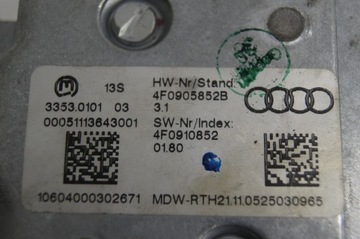 13S
HW-Nr/Stand:
3353.0101 03
4F0905852B
3.1
00051113643001
SW-Nr/Index:
4F0910852
01.80
10604000302671
MDW-RTH21.11.0525030965